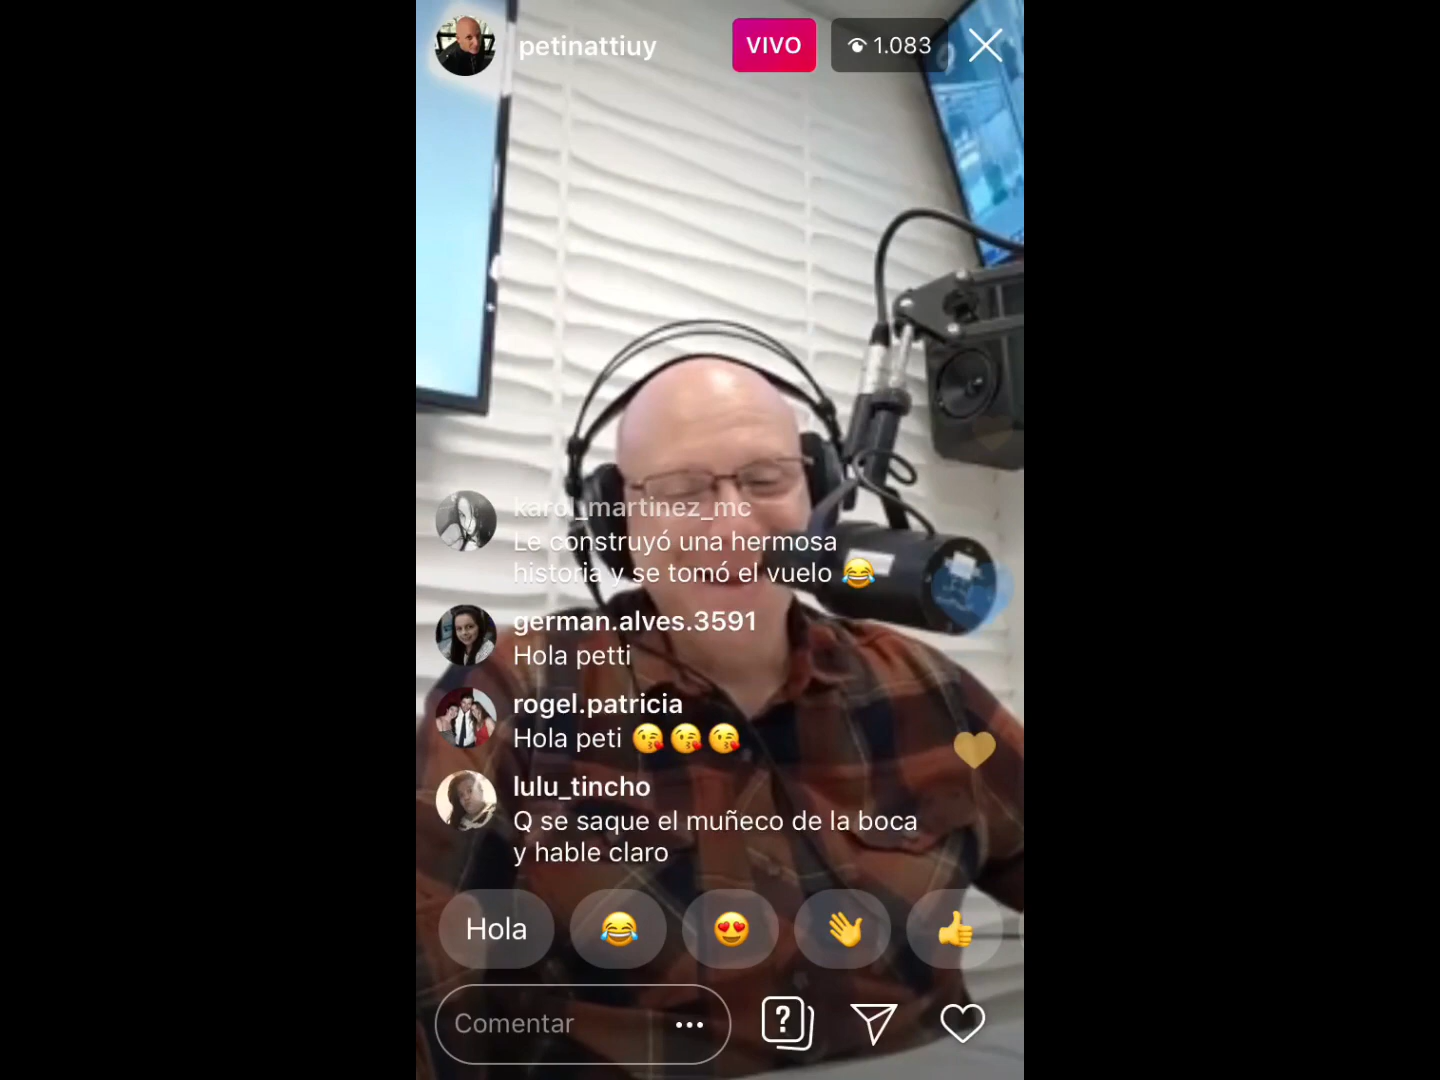 petinattiuy
VIVO
1.083
karol_martinez_mc
Le construyó una hermosa
historia y se tomó el vuelo 😂
german.alves.3591
Hola petti
rogel.patricia
Hola peti 😘😘😘
lulu_tincho
Q se saque el muñeco de la boca
y hable claro
Hola 😂 😍 👋 👍
Comentar